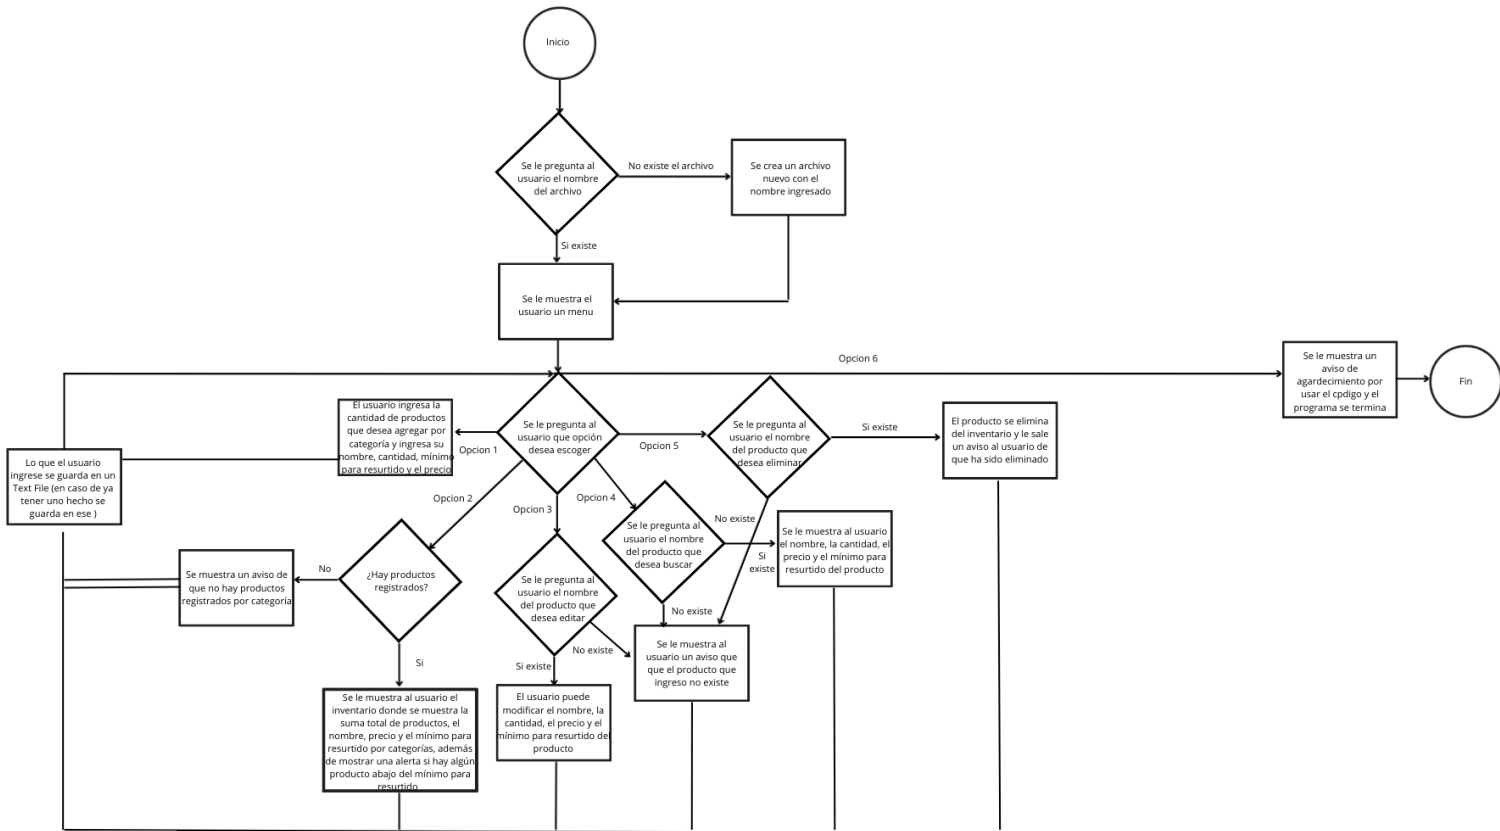 Inicio
Se le pregunta al
usuario el nombre
del archivo
No existe el archivo
Se crea un archivo
nuevo con el
nombre ingresado
Si existe
Se le muestra el
usuario un menu
Opcion 6
Se le muestra un
aviso de
agardecimiento por
usar el cpdigo y el
programa se termina
Fin
El usuario ingresa la
cantidad de productos
que desea agregar por
categoría y ingresa su
nombre, cantidad, mínimo
para resurtido y el precio
Opcion 1
Se le pregunta al
usuario que opción
desea escoger
Opcion 5
Se le pregunta al
usuario el nombre
del producto que
desea eliminar
Si existe
El producto se elimina
del inventario y le sale
un aviso al usuario de
que ha sido eliminado
Lo que el usuario
ingrese se guarda en un
Text File (en caso de ya
tener uno hecho se
guarda en ese )
Opcion 2
Opcion 3
Opcion 4
Se le pregunta al
usuario el nombre
del producto que
desea buscar
No existe
Si
existe
Se le muestra al usuario
el nombre, la cantidad, el
precio y el mínimo para
resurtido del producto
Se muestra un aviso de
que no hay productos
registrados por categoría
No
¿Hay productos
registrados?
Se le pregunta al
usuario el nombre
del producto que
desea editar
No existe
No existe
Se le muestra al
usuario un aviso que
que el producto que
ingreso no existe
Si
Si existe
Se le muestra al usuario el
inventario donde se muestra la
suma total de productos, el
nombre, precio y el mínimo para
resurtido por categorías, además
de mostrar una alerta si hay algún
producto abajo del mínimo para
resurtido
El usuario puede
modificar el nombre, la
cantidad, el precio y el
mínimo para resurtido del
producto